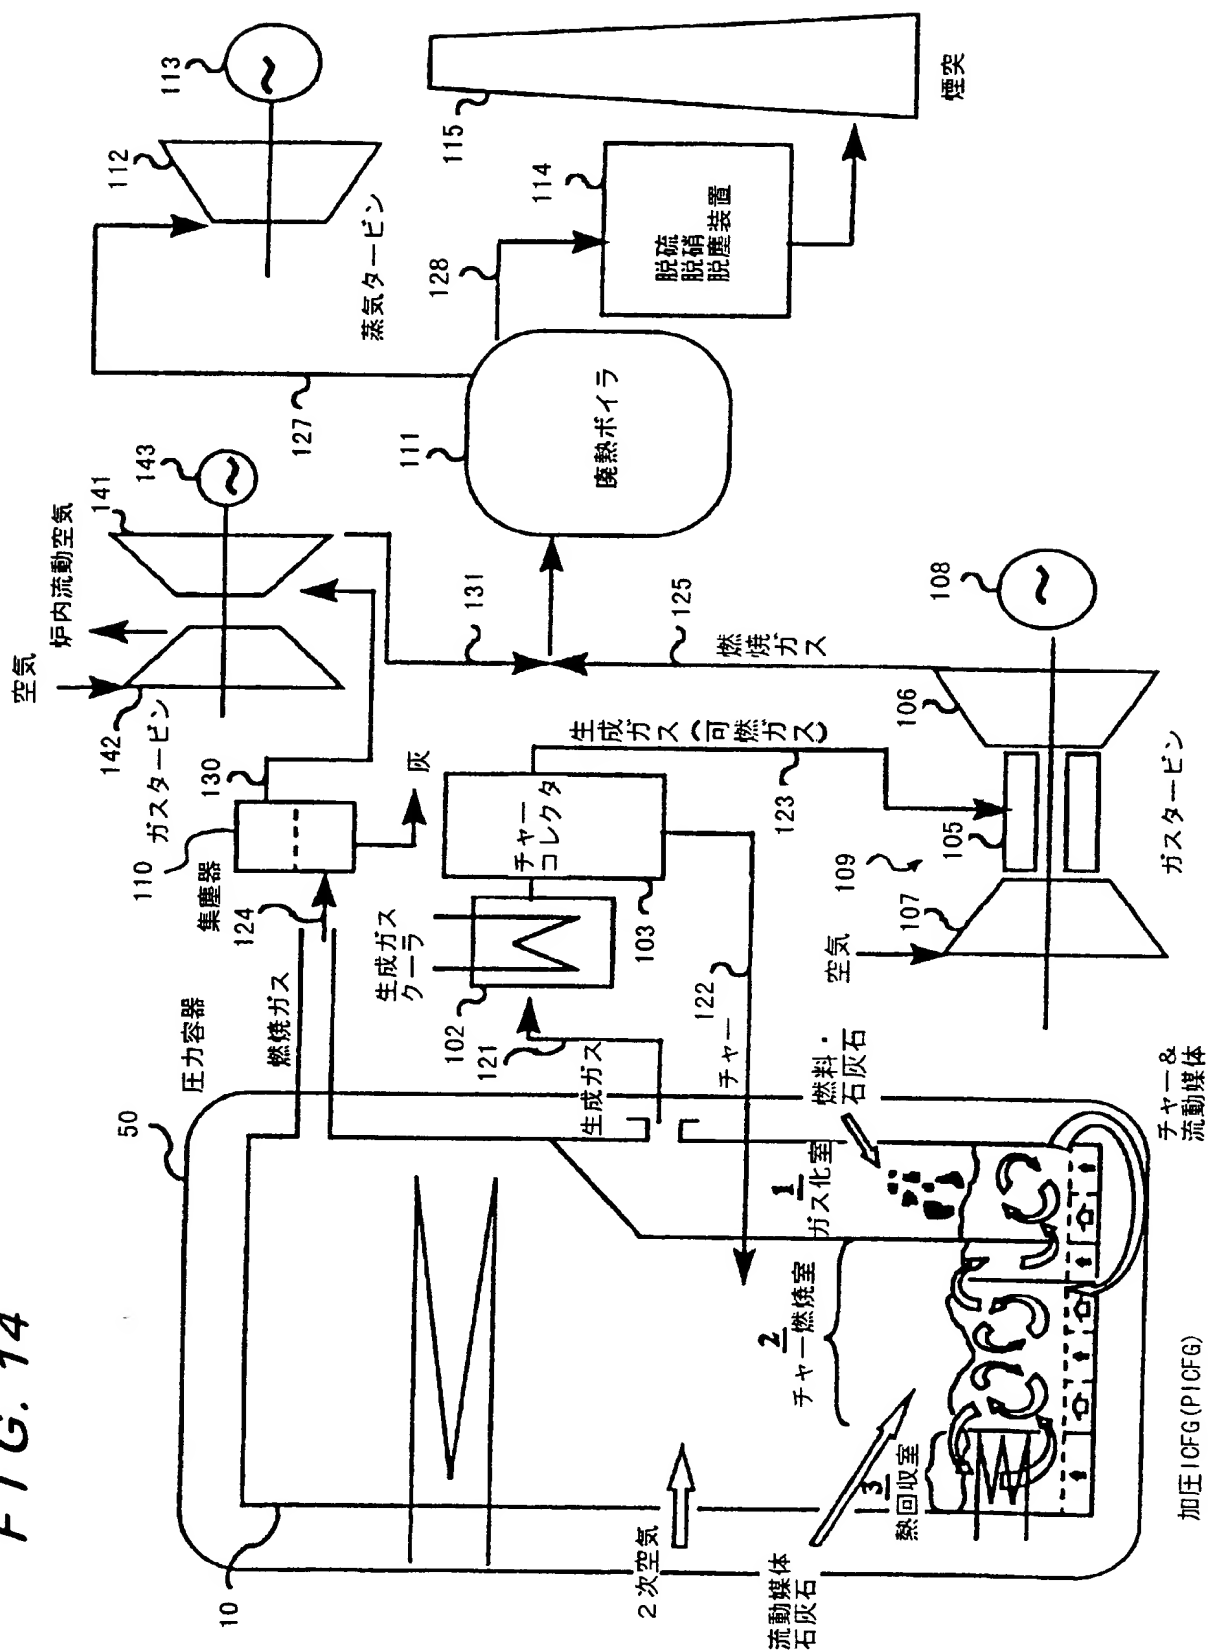 FIG. 14
50
圧力容器
10
燃焼ガス
124
集塵器
110
130
灰
空気
炉内流動空気
142
ガスタービン
141
143
127
112
113
蒸気タービン
131
125
燃焼ガス
111
廃熱ボイラ
128
114
脱硫
脱硝
脱塵装置
115
煙突
生成ガス
クーラ
102
121
生成ガス
チャー
コレクタ
103
生成ガス(可燃ガス)
123
122
チャー
空気
107
109
105
106
108
ガスタービン
燃料・
石灰石
1
ガス化室
2
チャー燃焼室
3
熱回収室
2次空気
流動媒体
石灰石
チャー&
流動媒体
加圧ICFG(PICFG)